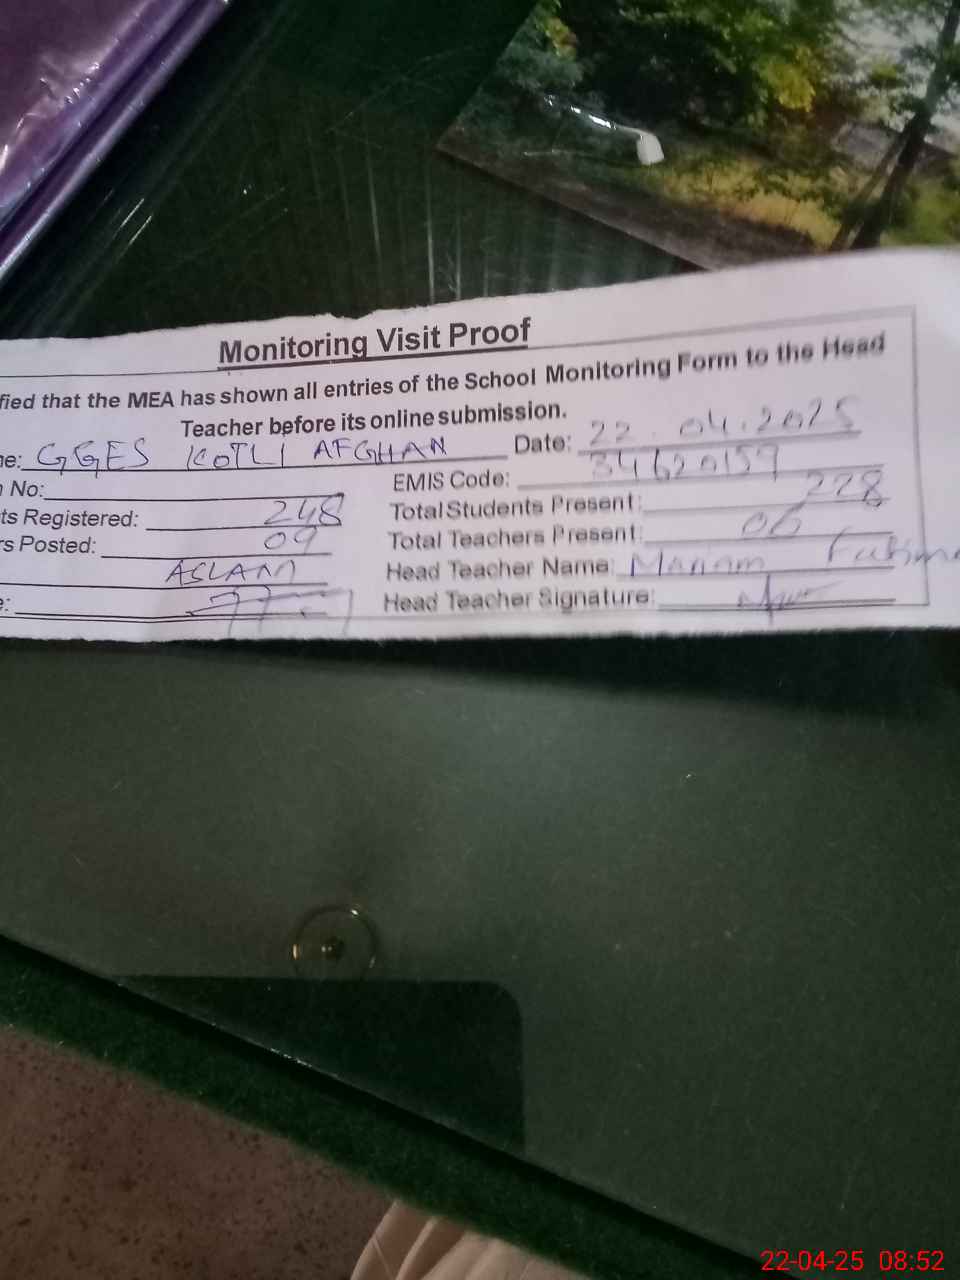 Monitoring Visit Proof
fied that the MEA has shown all entries of the School Monitoring Form to the Head
Teacher before its online submission.
ne: GGES KOTLI AFGHAN Date: 22.04.2025
No: EMIS Code: 34620159
ts Registered: 248 Total Students Present: 228
rs Posted: 09 Total Teachers Present: 06
ASLAM Head Teacher Name: Mariam Fatima
e: Head Teacher Signature:
22-04-25 08:52